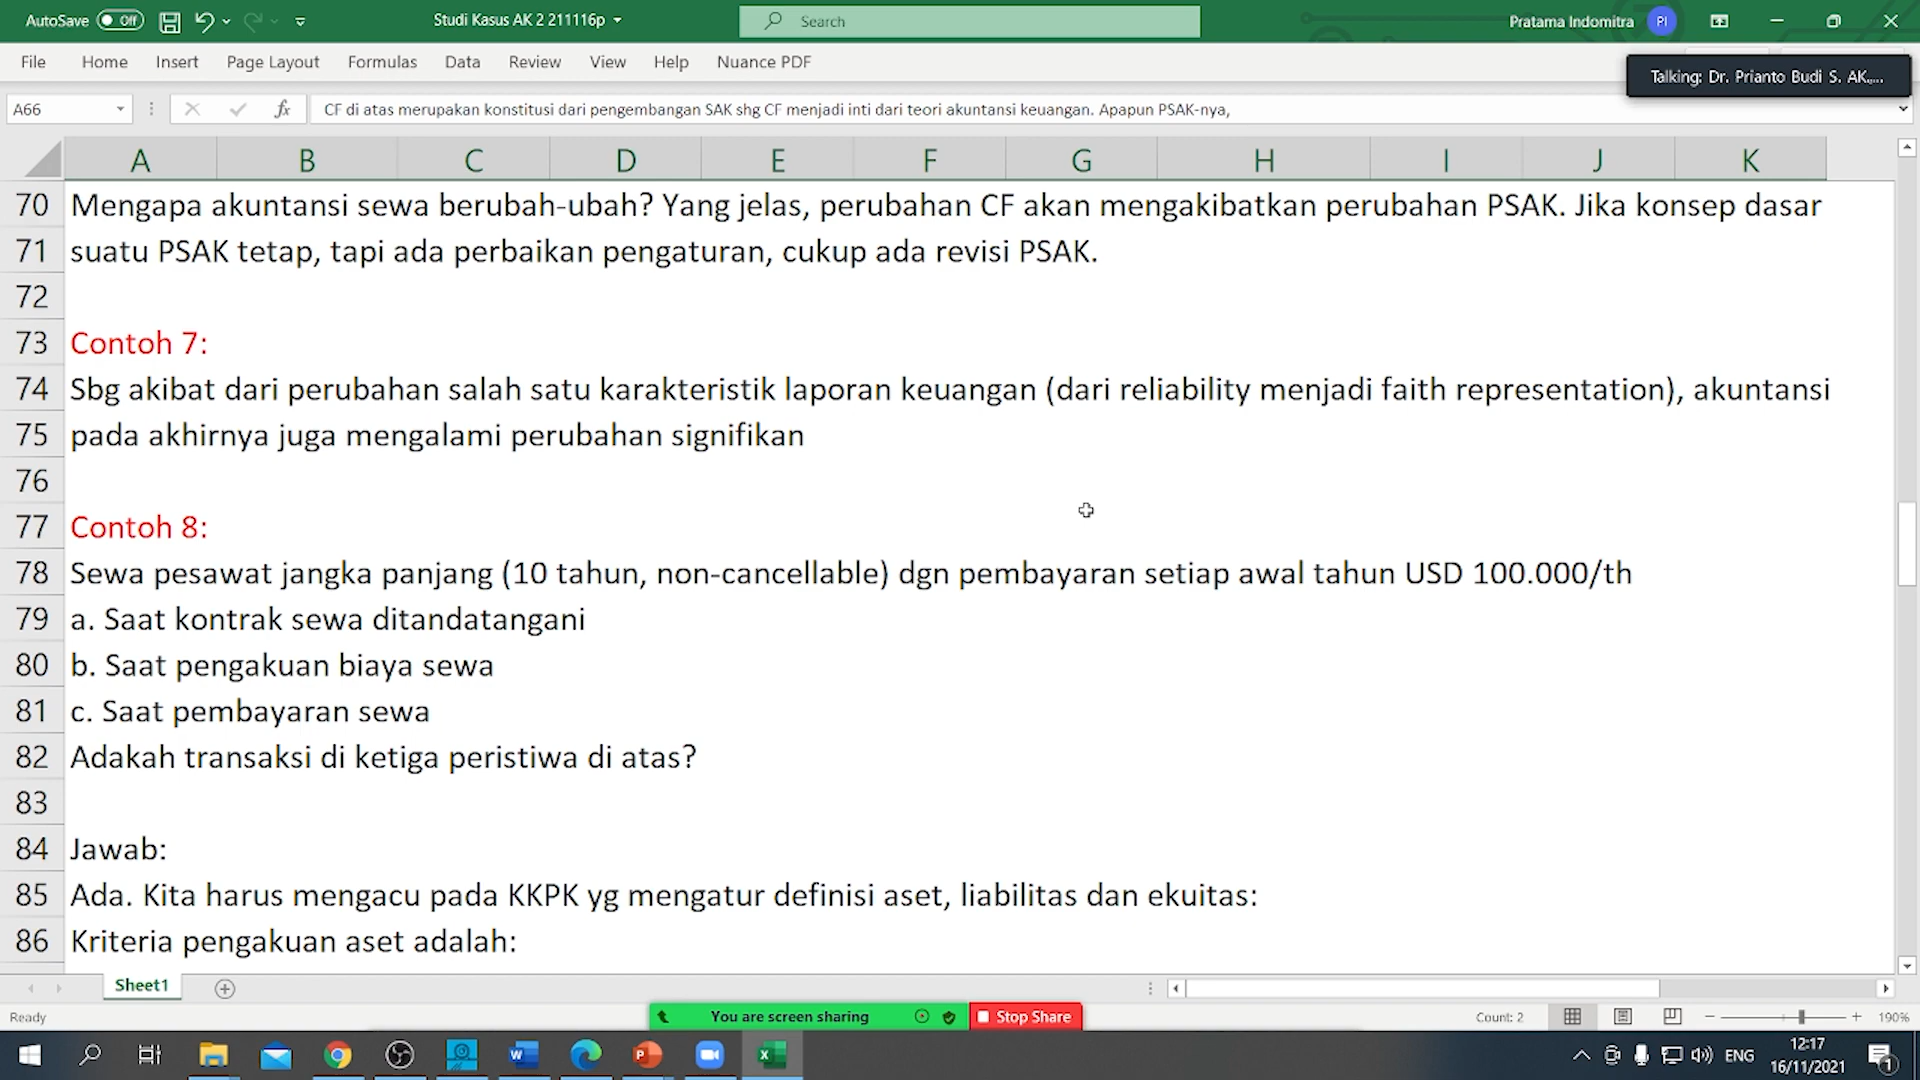 AutoSave Off
Studi Kasus AK 2 211116p
Search
Pratama Indomitra
PI
File Home Insert Page Layout Formulas Data Review View Help Nuance PDF
Talking: Dr. Prianto Budi S. AK,...
A66
fx
CF di atas merupakan konstitusi dari pengembangan SAK shg CF menjadi inti dari teori akuntansi keuangan. Apapun PSAK-nya,
A B C D E F G H I J K
70 Mengapa akuntansi sewa berubah-ubah? Yang jelas, perubahan CF akan mengakibatkan perubahan PSAK. Jika konsep dasar
71 suatu PSAK tetap, tapi ada perbaikan pengaturan, cukup ada revisi PSAK.
72
73 Contoh 7:
74 Sbg akibat dari perubahan salah satu karakteristik laporan keuangan (dari reliability menjadi faith representation), akuntansi
75 pada akhirnya juga mengalami perubahan signifikan
76
77 Contoh 8:
78 Sewa pesawat jangka panjang (10 tahun, non-cancellable) dgn pembayaran setiap awal tahun USD 100.000/th
79 a. Saat kontrak sewa ditandatangani
80 b. Saat pengakuan biaya sewa
81 c. Saat pembayaran sewa
82 Adakah transaksi di ketiga peristiwa di atas?
83
84 Jawab:
85 Ada. Kita harus mengacu pada KKPK yg mengatur definisi aset, liabilitas dan ekuitas:
86 Kriteria pengakuan aset adalah:
Sheet1
Ready
You are screen sharing
Stop Share
Count: 2
190%
ENG
12:17
16/11/2021
1